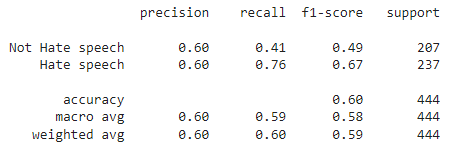 precision recall f1-score support
Not Hate speech 0.60 0.41 0.49 207
Hate speech 0.60 0.76 0.67 237
accuracy 0.60 444
macro avg 0.60 0.59 0.58 444
weighted avg 0.60 0.60 0.59 444